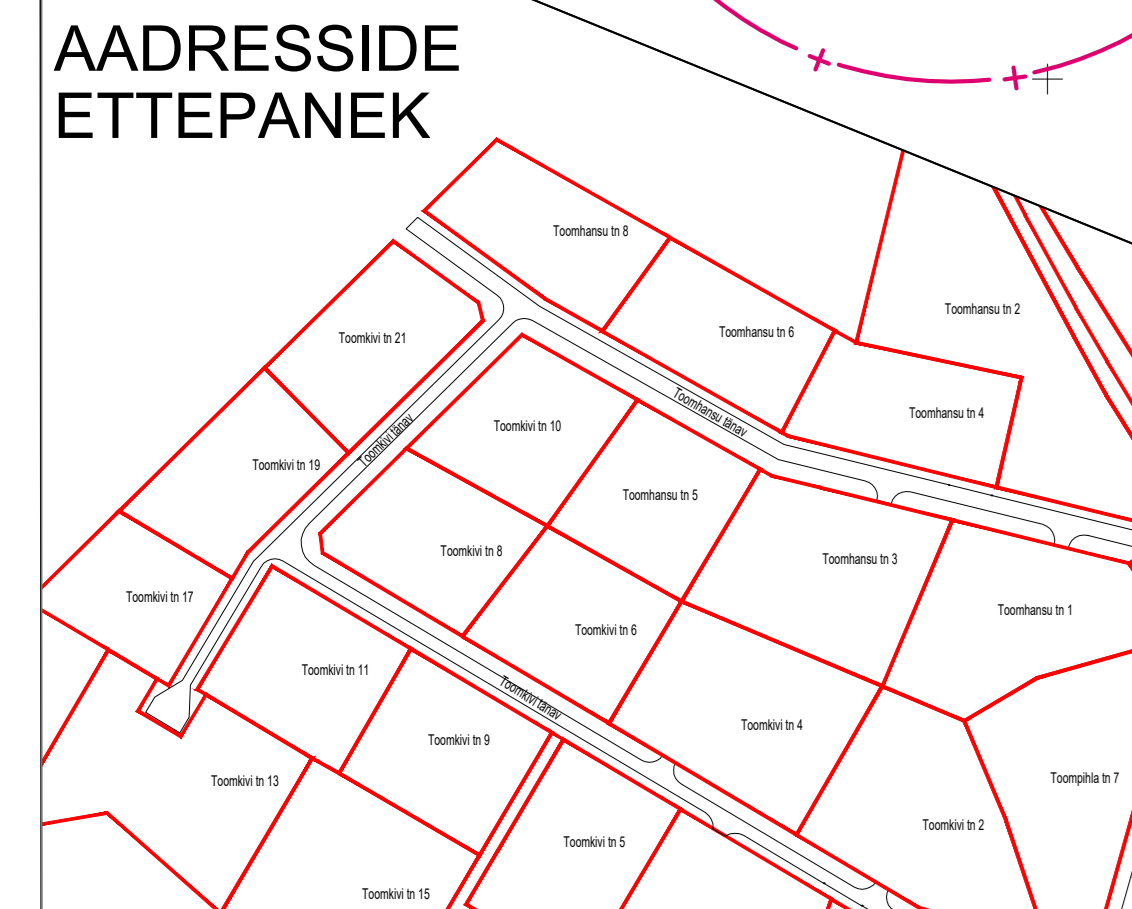 AADRESSIDE
ETTEPANEK
Toomhansu tn 8
Toomhansu tn 2
Toomhansu tn 6
Toomkivi tn 21
Toomhansu tänav
Toomhansu tn 4
Toomkivi tn 10
Toomkivi tänav
Toomkivi tn 19
Toomhansu tn 5
Toomkivi tn 8
Toomhansu tn 3
Toomkivi tn 17
Toomhansu tn 1
Toomkivi tn 6
Toomkivi tn 11
Toomkivi tänav
Toomkivi tn 4
Toomkivi tn 9
Toomkivi tn 13
Toompihla tn 7
Toomkivi tn 2
Toomkivi tn 5
Toomkivi tn 15